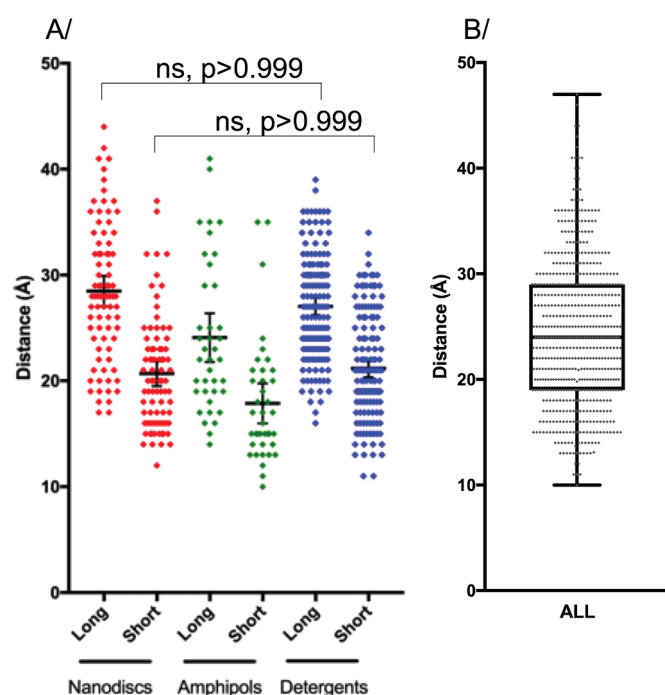 A/
B/
ns, p>0.999
ns, p>0.999
Distance (Å)
50
40
30
20
10
0
Long
Short
Long
Short
Long
Short
Nanodiscs
Amphipols
Detergents
Distance (Å)
50
40
30
20
10
0
ALL